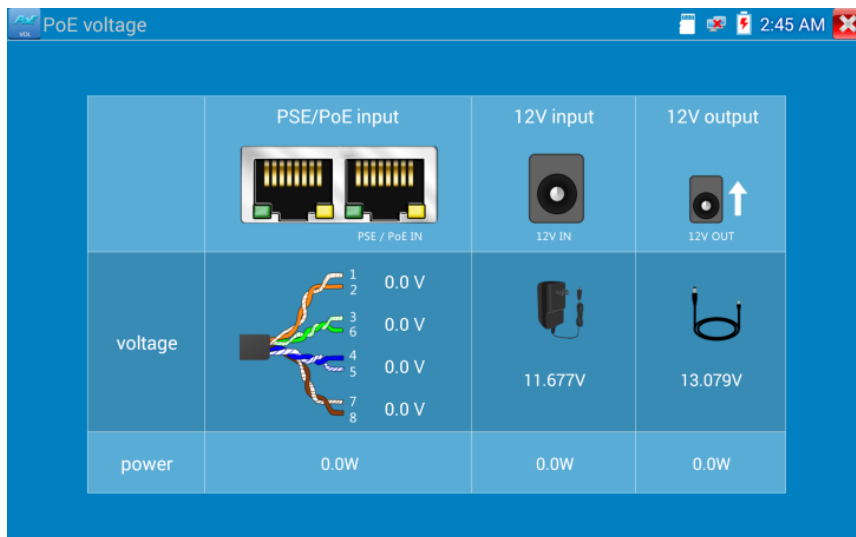 PoE voltage
2:45 AM
VOL
PSE/PoE input
12V input
12V output
PSE / PoE IN
12V IN
12V OUT
voltage
1
2
0.0 V
3
6
0.0 V
4
5
0.0 V
7
8
0.0 V
11.677V
13.079V
power
0.0W
0.0W
0.0W